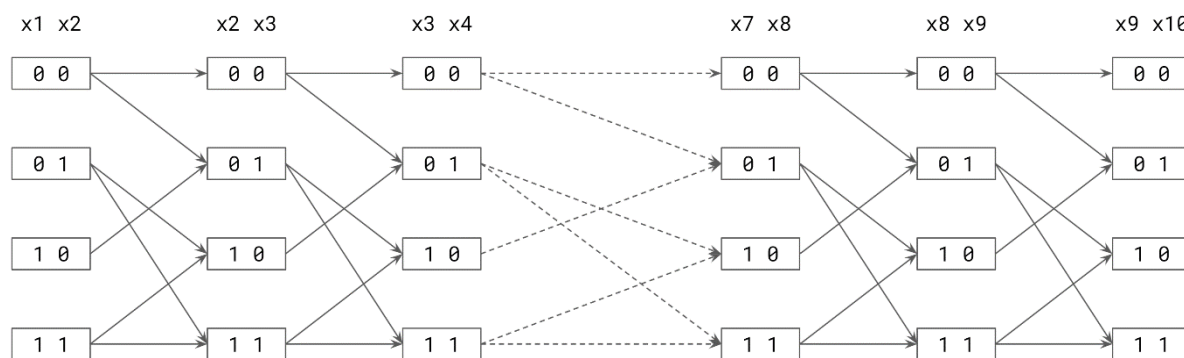 x1 x2 x2 x3 x3 x4 x7 x8 x8 x9 x9 x10
0 0 0 0 0 0 0 0 0 0 0 0
0 1 0 1 0 1 0 1 0 1 0 1
1 0 1 0 1 0 1 0 1 0 1 0
1 1 1 1 1 1 1 1 1 1 1 1